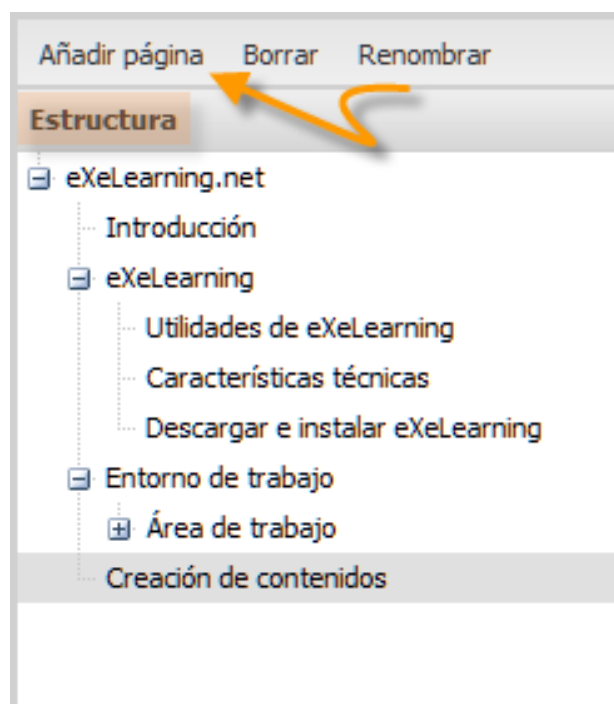 Añadir página Borrar Renombrar
Estructura
eXeLearning.net
Introducción
eXeLearning
Utilidades de eXeLearning
Características técnicas
Descargar e instalar eXeLearning
Entorno de trabajo
Área de trabajo
Creación de contenidos